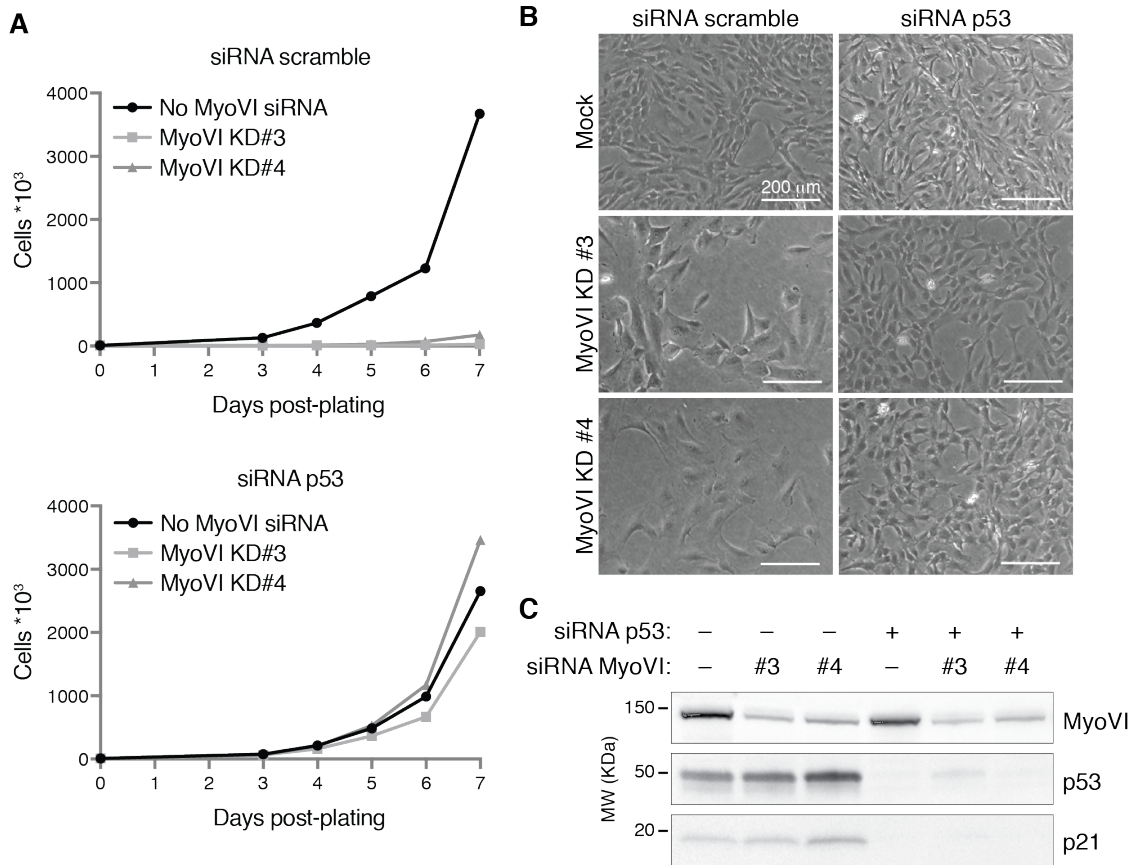 A
siRNA scramble
4000
3000
2000
1000
0
Cells *10³
No MyoVI siRNA
MyoVI KD#3
MyoVI KD#4
0 1 2 3 4 5 6 7
Days post-plating
siRNA p53
4000
3000
2000
1000
0
Cells *10³
No MyoVI siRNA
MyoVI KD#3
MyoVI KD#4
0 1 2 3 4 5 6 7
Days post-plating
B
siRNA scramble siRNA p53
Mock
200 µm
MyoVI KD #3
MyoVI KD #4
C
siRNA p53: – – – + + +
siRNA MyoVI: – #3 #4 – #3 #4
MW (KDa)
150 MyoVI
50 p53
20 p21